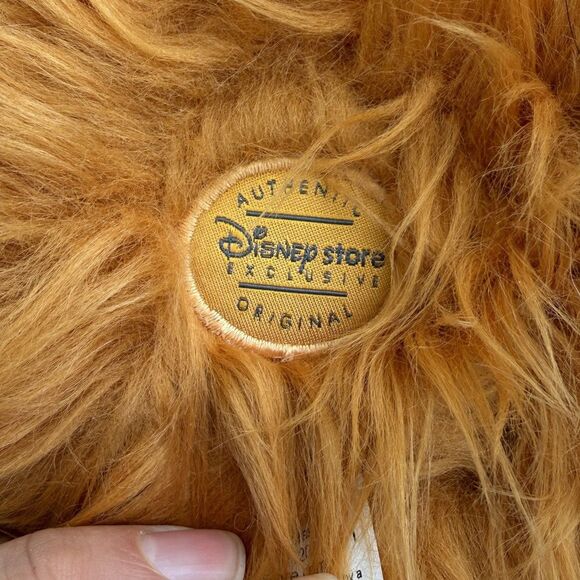 AUTHENTIC
Disney store
EXCLUSIVE
ORIGINAL